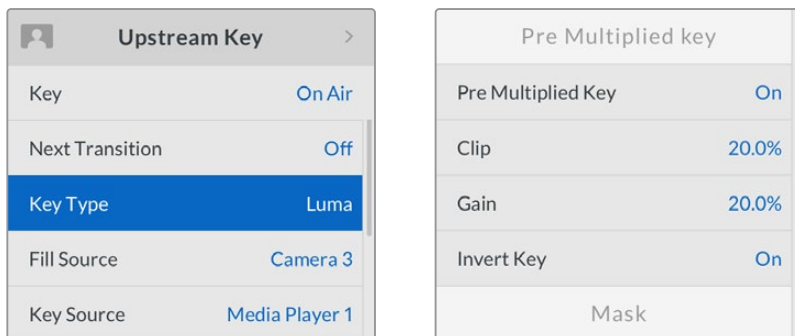 Upstream Key
Key On Air
Next Transition Off
Key Type Luma
Fill Source Camera 3
Key Source Media Player 1
Pre Multiplied key
Pre Multiplied Key On
Clip 20.0%
Gain 20.0%
Invert Key On
Mask